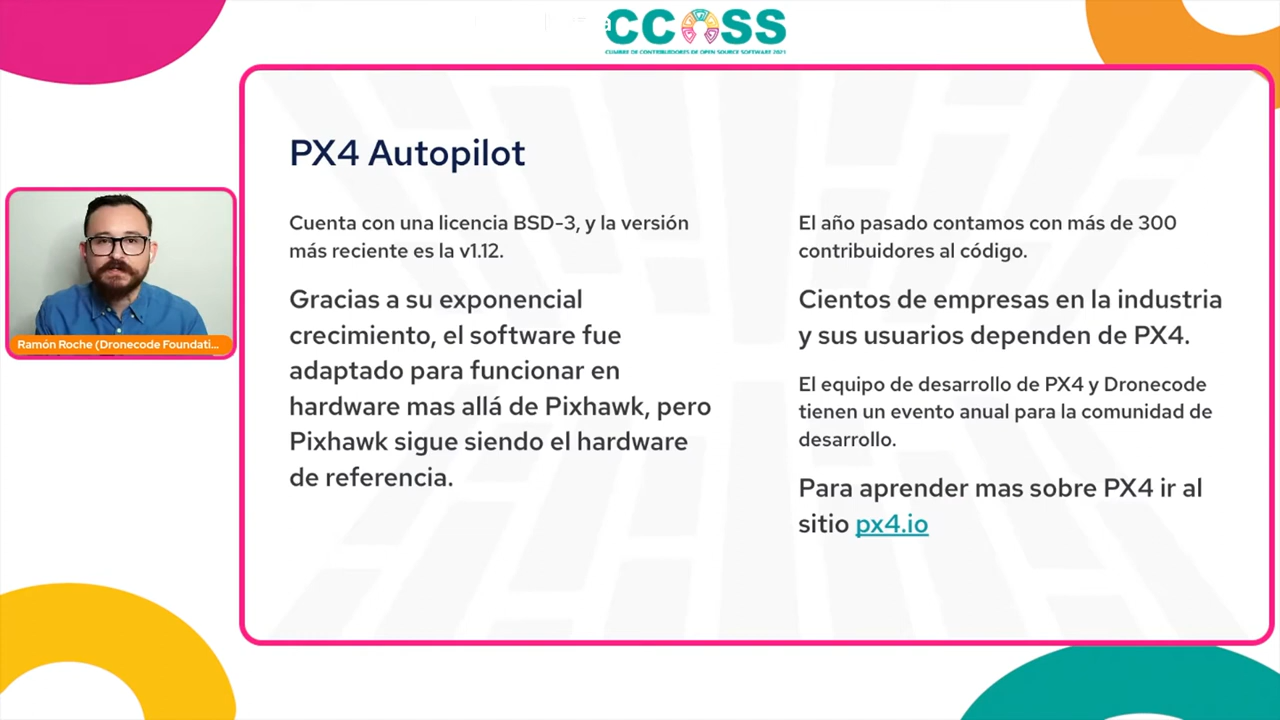 CCOSS
CUMBRE DE CONTRIBUIDORES DE OPEN SOURCE SOFTWARE 2021
PX4 Autopilot
Cuenta con una licencia BSD-3, y la versión
más reciente es la v1.12.
Gracias a su exponencial
crecimiento, el software fue
adaptado para funcionar en
hardware mas allá de Pixhawk, pero
Pixhawk sigue siendo el hardware
de referencia.
El año pasado contamos con más de 300
contribuidores al código.
Cientos de empresas en la industria
y sus usuarios dependen de PX4.
El equipo de desarrollo de PX4 y Dronecode
tienen un evento anual para la comunidad de
desarrollo.
Para aprender mas sobre PX4 ir al
sitio px4.io
Ramón Roche (Dronecode Foundati...